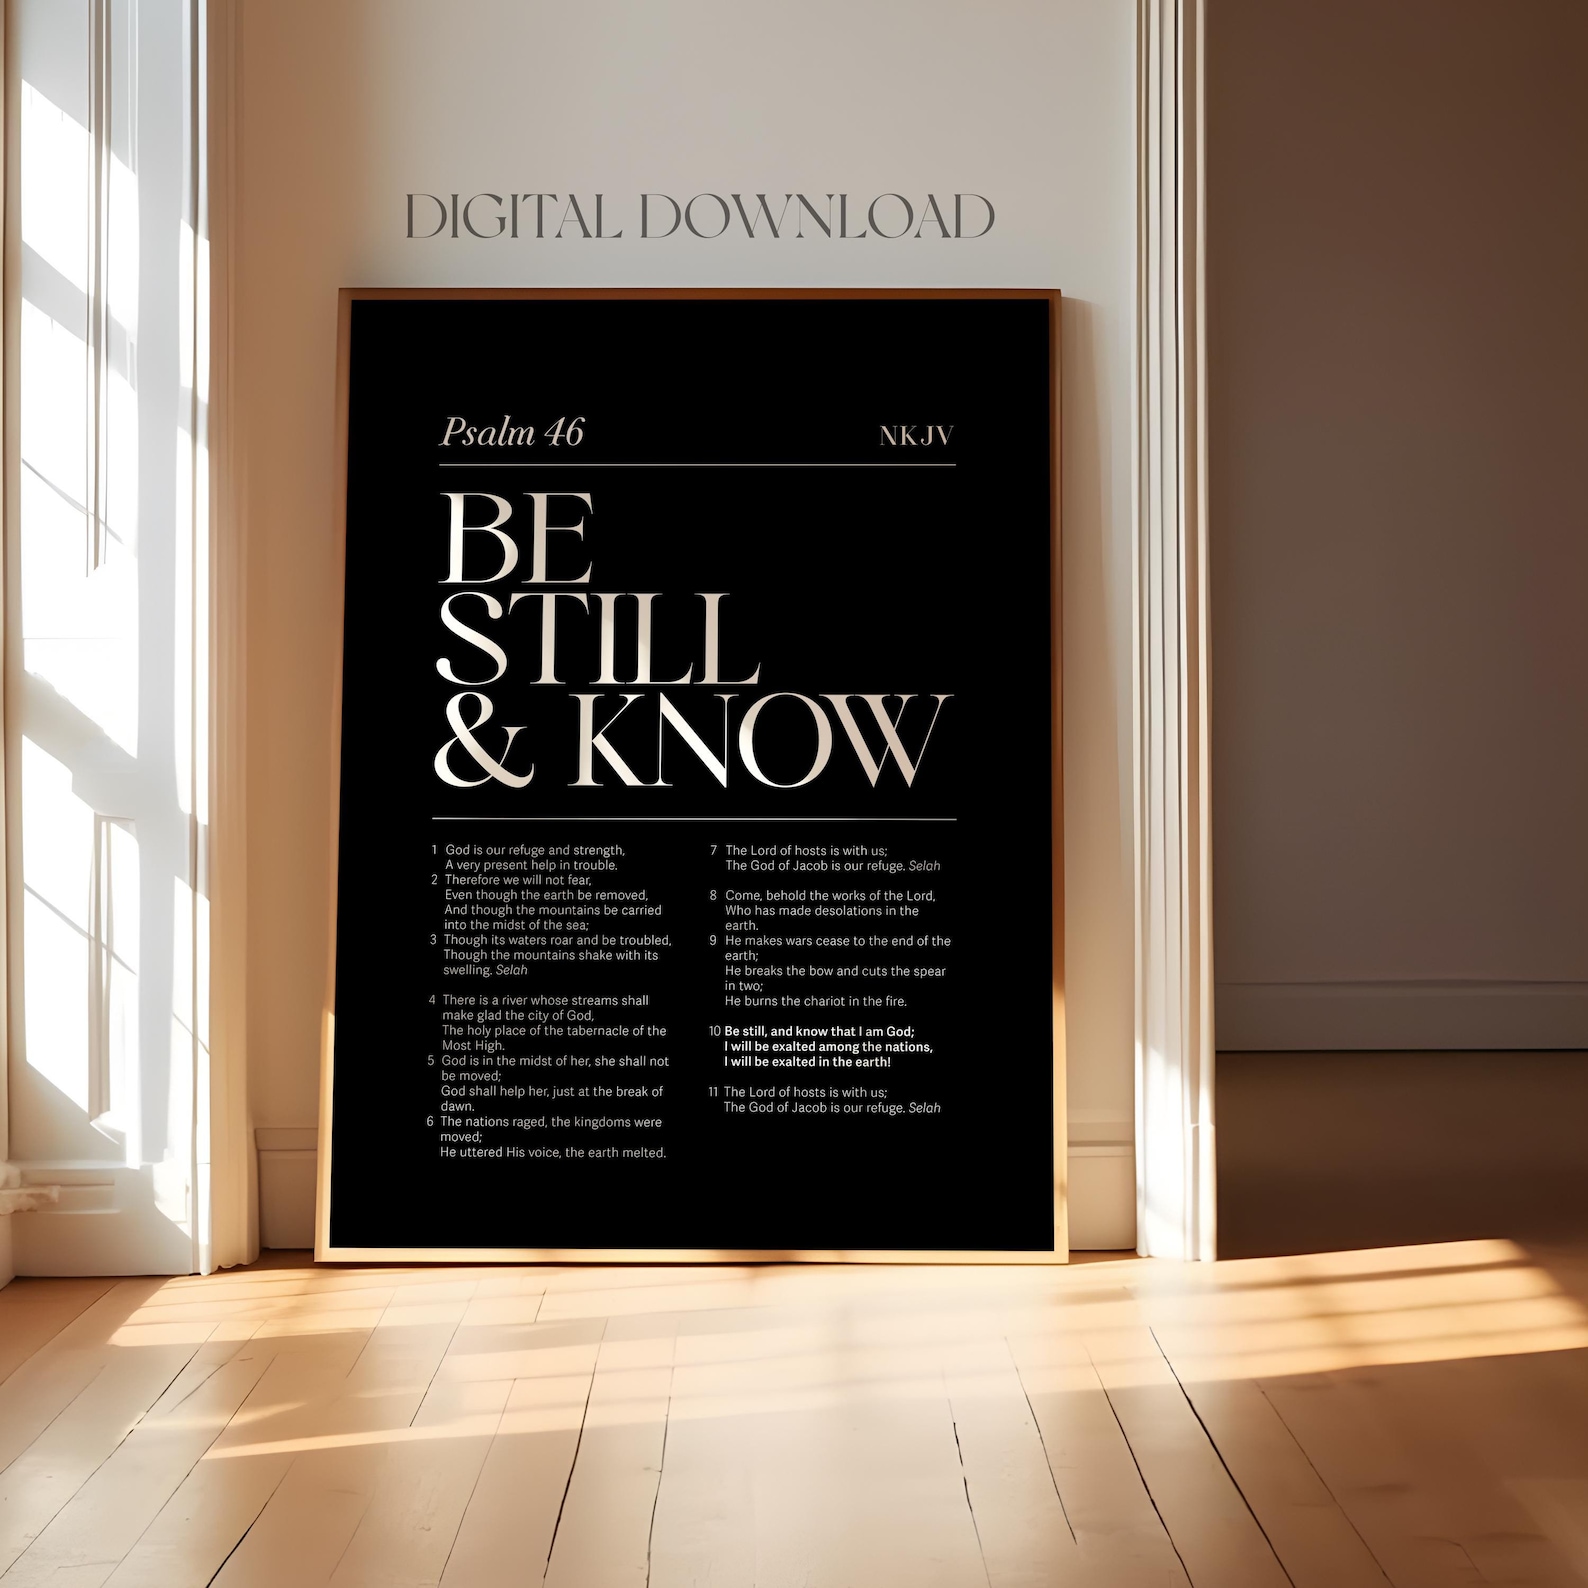 DIGITAL DOWNLOAD
Psalm 46 NKJV
BE
STILL
& KNOW
1 God is our refuge and strength,
A very present help in trouble.
2 Therefore we will not fear,
Even though the earth be removed,
And though the mountains be carried
into the midst of the sea;
3 Though its waters roar and be troubled,
Though the mountains shake with its
swelling. Selah
4 There is a river whose streams shall
make glad the city of God,
The holy place of the tabernacle of the
Most High.
5 God is in the midst of her, she shall not
be moved;
God shall help her, just at the break of
dawn.
6 The nations raged, the kingdoms were
moved;
He uttered His voice, the earth melted.
7 The Lord of hosts is with us;
The God of Jacob is our refuge. Selah
8 Come, behold the works of the Lord,
Who has made desolations in the
earth.
9 He makes wars cease to the end of the
earth;
He breaks the bow and cuts the spear
in two;
He burns the chariot in the fire.
10 Be still, and know that I am God;
I will be exalted among the nations,
I will be exalted in the earth!
11 The Lord of hosts is with us;
The God of Jacob is our refuge. Selah